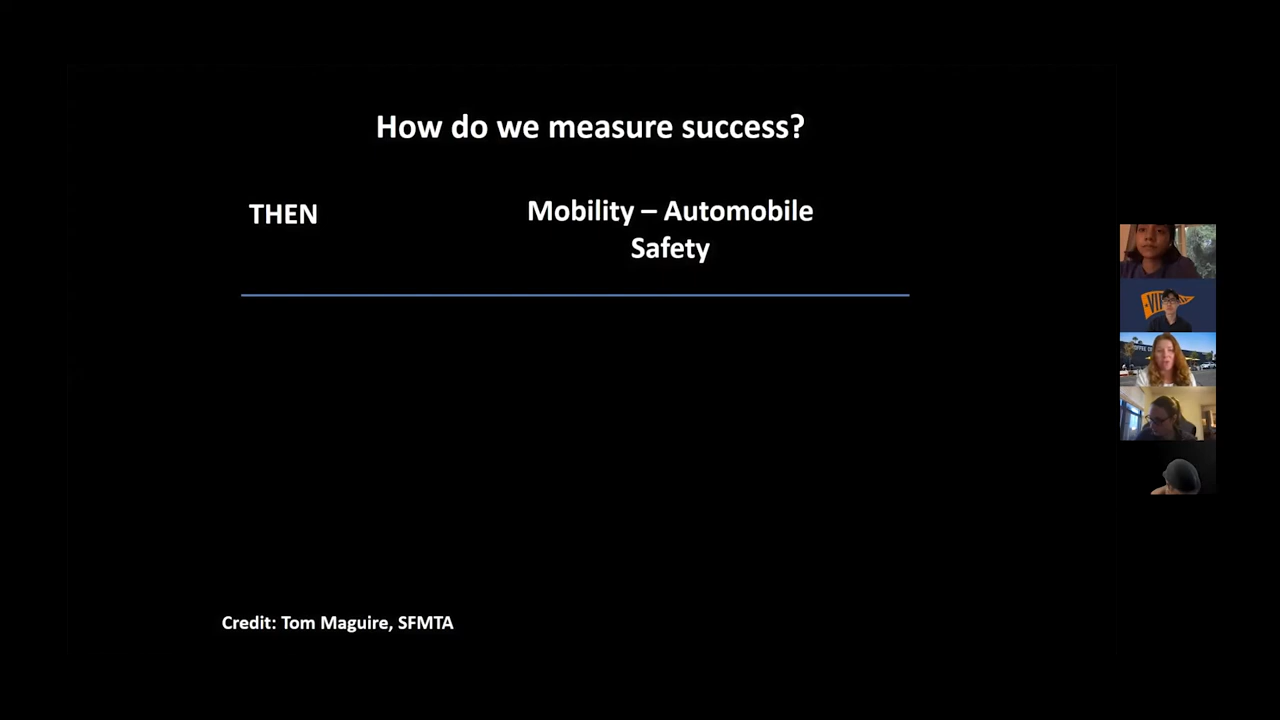 How do we measure success?
THEN
Mobility – Automobile
Safety
Credit: Tom Maguire, SFMTA